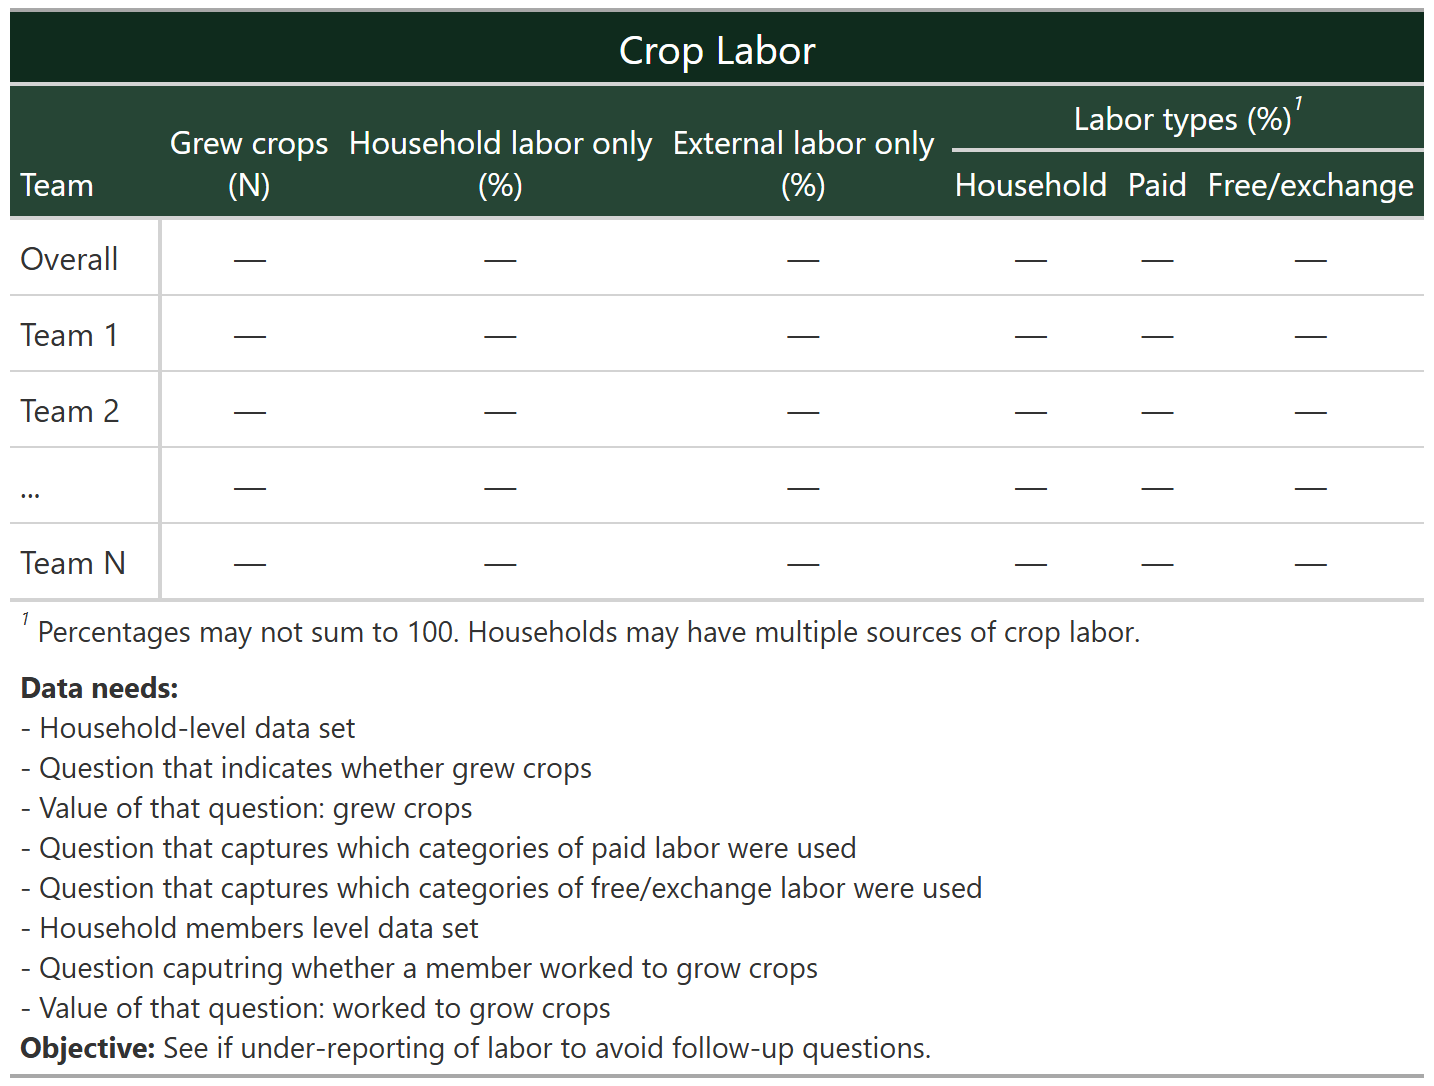 Crop Labor
Labor types (%)1
Grew crops Household labor only External labor only
Team (N) (%) (%) Household Paid Free/exchange
Overall — — — — — —
Team 1 — — — — — —
Team 2 — — — — — —
... — — — — — —
Team N — — — — — —
1 Percentages may not sum to 100. Households may have multiple sources of crop labor.
Data needs:
- Household-level data set
- Question that indicates whether grew crops
- Value of that question: grew crops
- Question that captures which categories of paid labor were used
- Question that captures which categories of free/exchange labor were used
- Household members level data set
- Question caputring whether a member worked to grow crops
- Value of that question: worked to grow crops
Objective: See if under-reporting of labor to avoid follow-up questions.